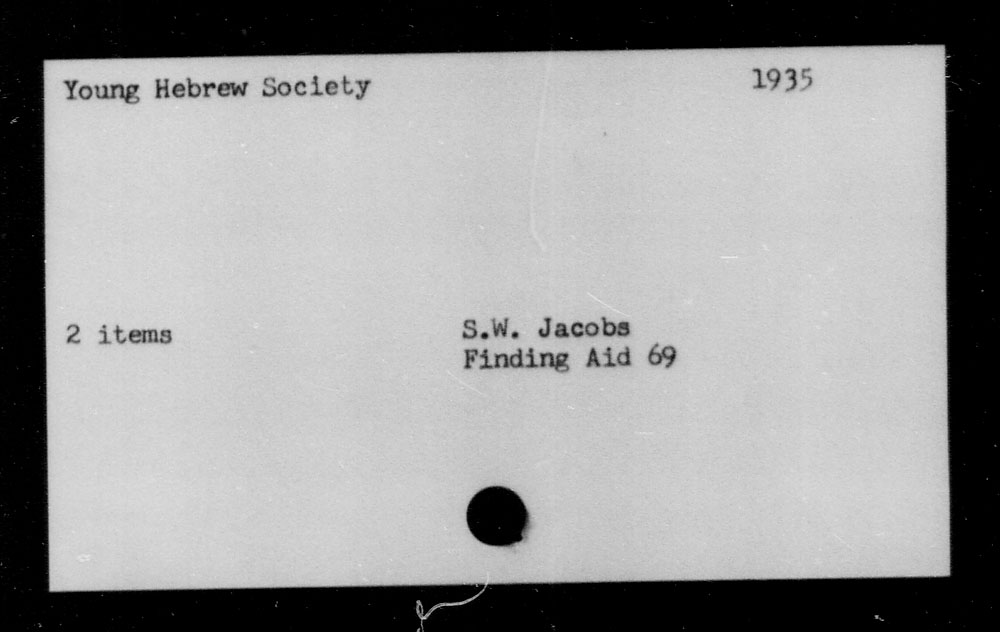 Young Hebrew Society 1935
2 items S.W. Jacobs
Finding Aid 69